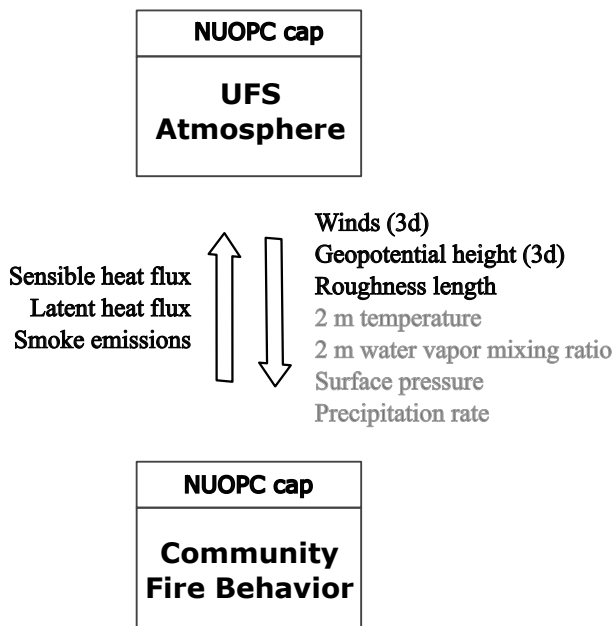 NUOPC cap
UFS
Atmosphere
Sensible heat flux
Latent heat flux
Smoke emissions
Winds (3d)
Geopotential height (3d)
Roughness length
2 m temperature
2 m water vapor mixing ratio
Surface pressure
Precipitation rate
NUOPC cap
Community
Fire Behavior